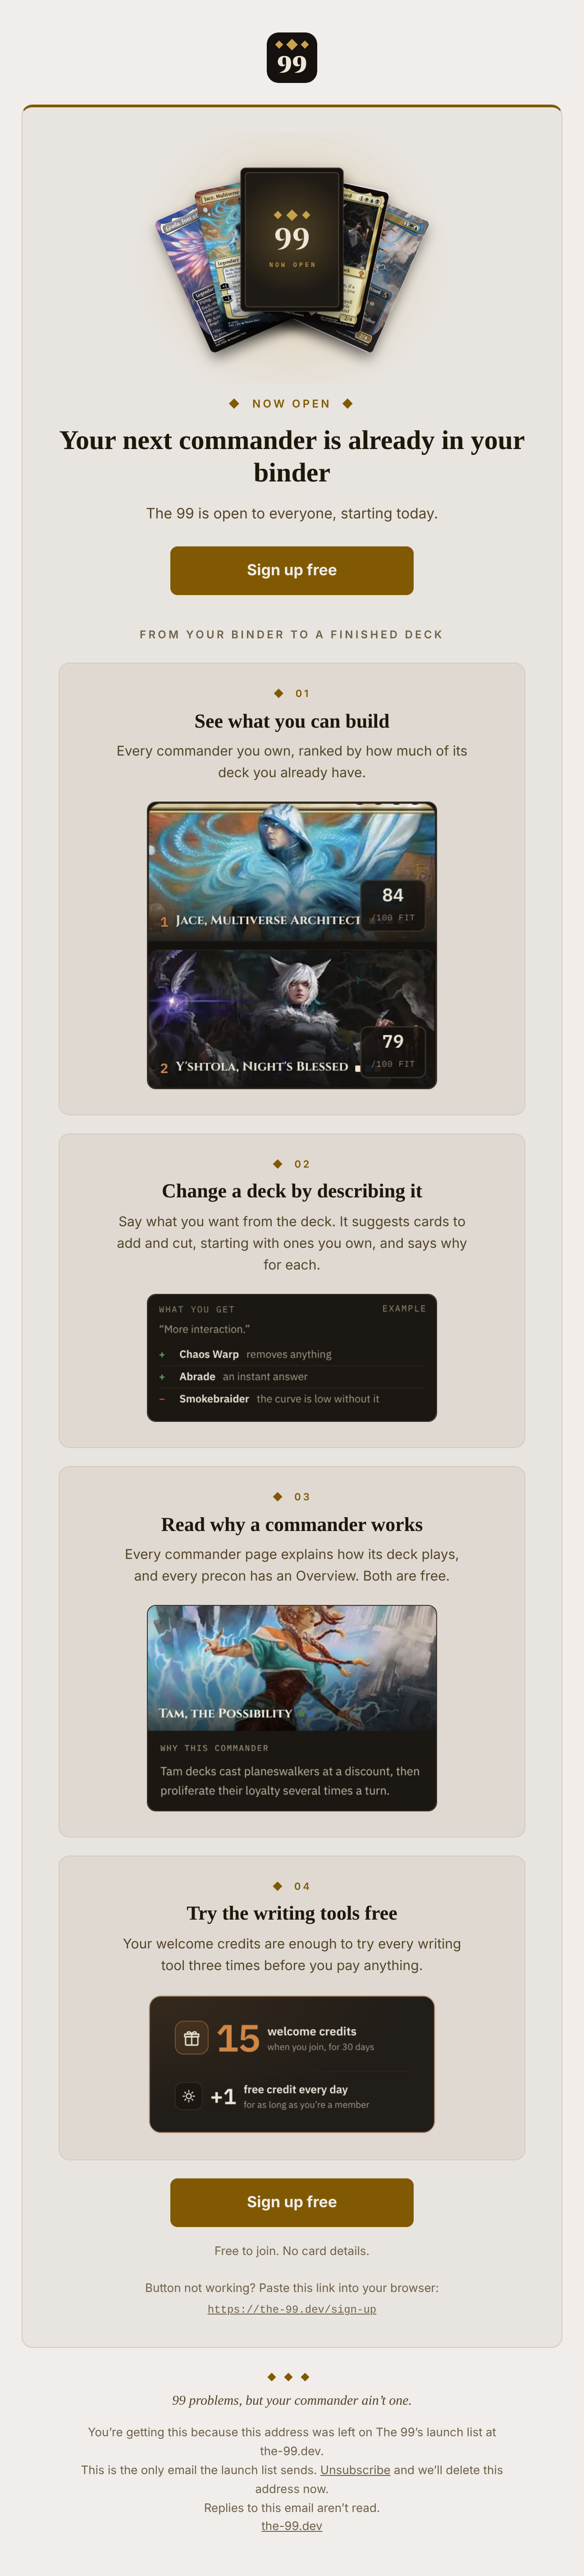 99
99
NOW OPEN
NOW OPEN
Your next commander is already in your
binder
The 99 is open to everyone, starting today.
Sign up free
FROM YOUR BINDER TO A FINISHED DECK
01
See what you can build
Every commander you own, ranked by how much of its
deck you already have.
84
/100 FIT
1 JACE, MULTIVERSE ARCHITECT
79
/100 FIT
2 Y'SHTOLA, NIGHT'S BLESSED
02
Change a deck by describing it
Say what you want from the deck. It suggests cards to
add and cut, starting with ones you own, and says why
for each.
WHAT YOU GET EXAMPLE
“More interaction.”
+ Chaos Warp removes anything
+ Abrade an instant answer
− Smokebraider the curve is low without it
03
Read why a commander works
Every commander page explains how its deck plays,
and every precon has an Overview. Both are free.
TAM, THE POSSIBILITY
WHY THIS COMMANDER
Tam decks cast planeswalkers at a discount, then
proliferate their loyalty several times a turn.
04
Try the writing tools free
Your welcome credits are enough to try every writing
tool three times before you pay anything.
15 welcome credits
when you join, for 30 days
+1 free credit every day
for as long as you’re a member
Sign up free
Free to join. No card details.
Button not working? Paste this link into your browser:
https://the-99.dev/sign-up
99 problems, but your commander ain’t one.
You’re getting this because this address was left on The 99’s launch list at
the-99.dev.
This is the only email the launch list sends. Unsubscribe and we’ll delete this
address now.
Replies to this email aren’t read.
the-99.dev